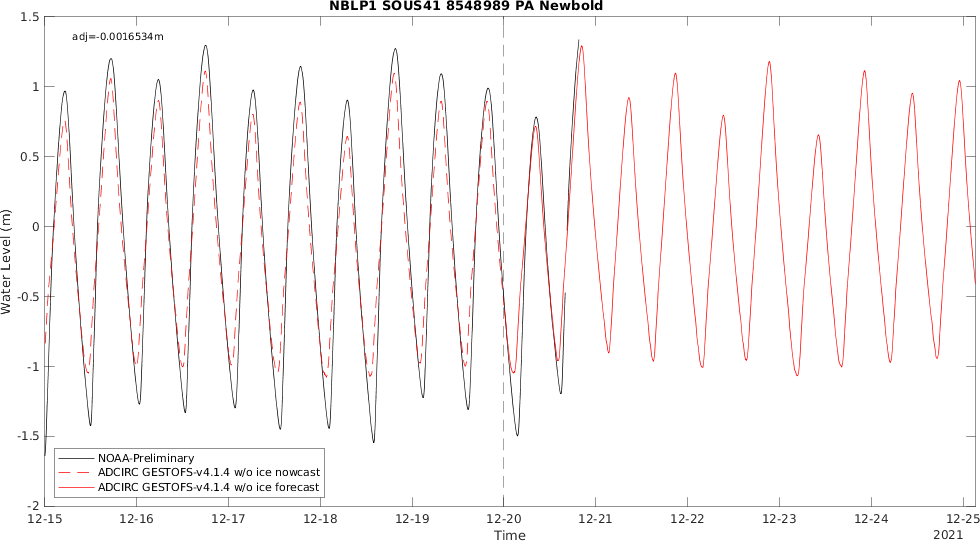 NBLP1 SOUS41 8548989 PA Newbold
adj=-0.0016534m
1.5
1
0.5
0
-0.5
-1
-1.5
-2
Water Level (m)
NOAA-Preliminary
ADCIRC GESTOFS-v4.1.4 w/o ice nowcast
ADCIRC GESTOFS-v4.1.4 w/o ice forecast
12-15 12-16 12-17 12-18 12-19 12-20 12-21 12-22 12-23 12-24 12-25
Time
2021